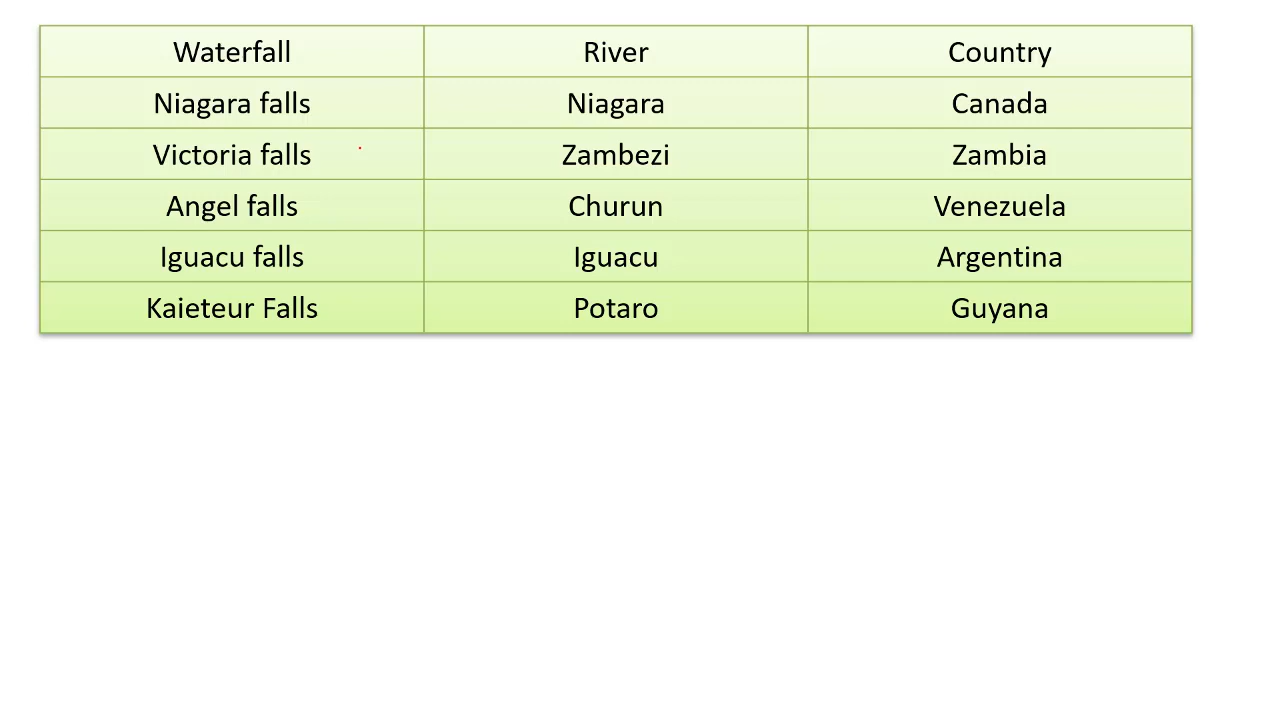 Waterfall River Country
Niagara falls Niagara Canada
Victoria falls Zambezi Zambia
Angel falls Churun Venezuela
Iguacu falls Iguacu Argentina
Kaieteur Falls Potaro Guyana